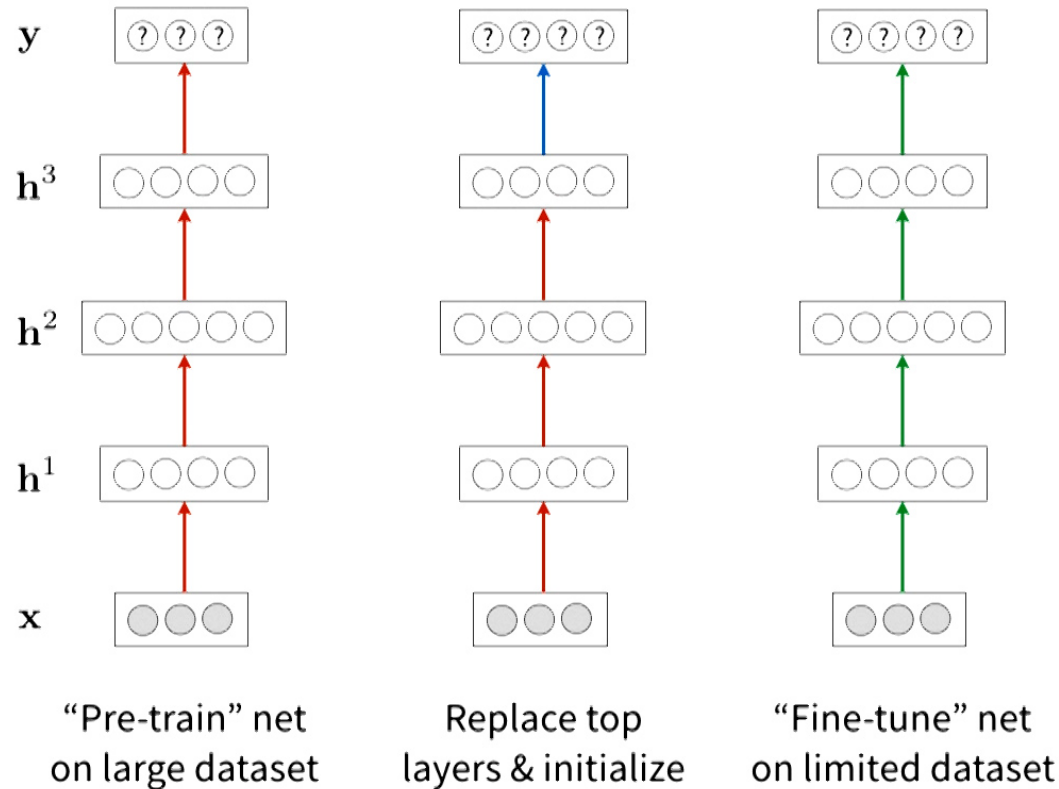 y
? ? ?
? ? ? ?
? ? ? ?
h³
h²
h¹
x
“Pre-train” net
on large dataset
Replace top
layers & initialize
“Fine-tune” net
on limited dataset